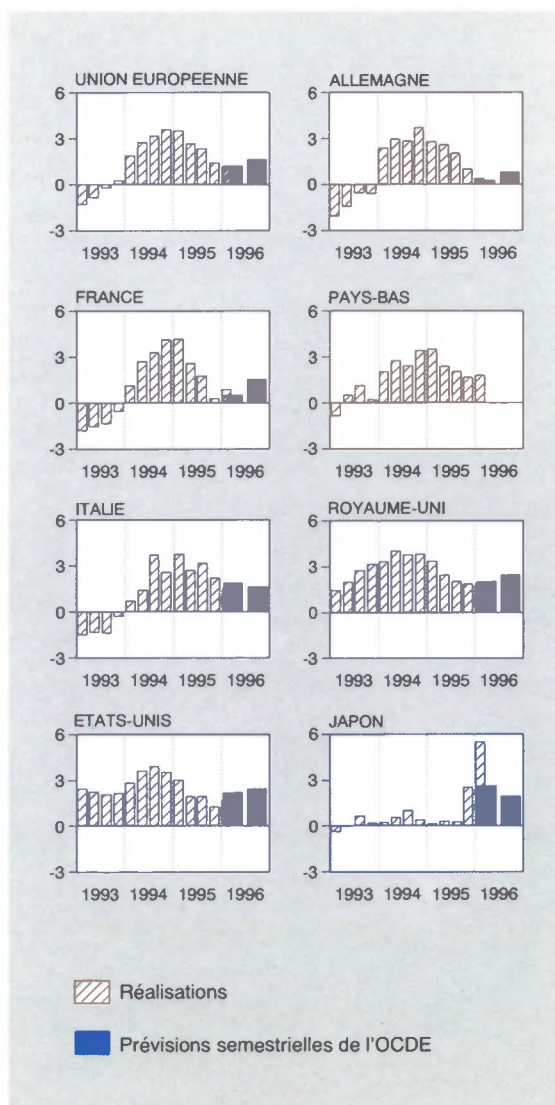 UNION EUROPEENNE
6
3
0
-3
1993 1994 1995 1996
ALLEMAGNE
6
3
0
-3
1993 1994 1995 1996
FRANCE
6
3
0
-3
1993 1994 1995 1996
PAYS-BAS
6
3
0
-3
1993 1994 1995 1996
ITALIE
6
3
0
-3
1993 1994 1995 1996
ROYAUME-UNI
6
3
0
-3
1993 1994 1995 1996
ETATS-UNIS
6
3
0
-3
1993 1994 1995 1996
JAPON
6
3
0
-3
1993 1994 1995 1996
Réalisations
Prévisions semestrielles de l'OCDE